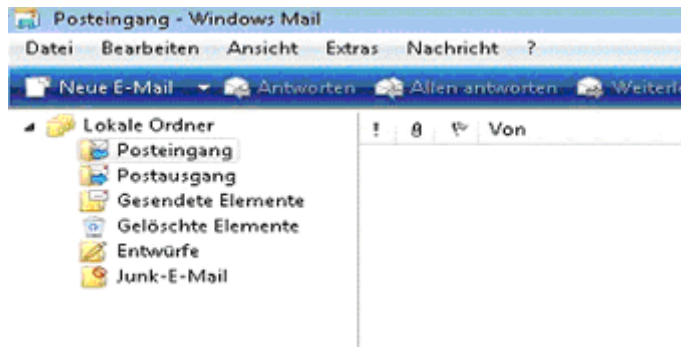 Posteingang - Windows Mail
Datei Bearbeiten Ansicht Extras Nachricht ?
Neue E-Mail Antworten Allen antworten Weiterl
Lokale Ordner
! Von
Posteingang
Postausgang
Gesendete Elemente
Gelöschte Elemente
Entwürfe
Junk-E-Mail